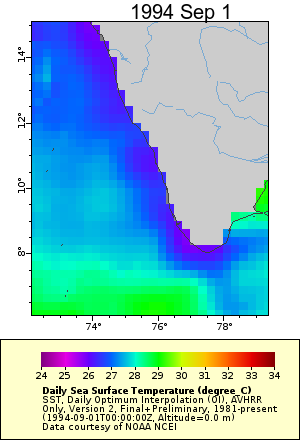 1994 Sep 1
14°
12°
10°
8°
74° 76° 78°
24 25 26 27 28 29 30 31 32 33 34
Daily Sea Surface Temperature (degree_C)
SST, Daily Optimum Interpolation (OI), AVHRR
Only, Version 2, Final+Preliminary, 1981-present
(1994-09-01T00:00:00Z, Altitude=0.0 m)
Data courtesy of NOAA NCEI